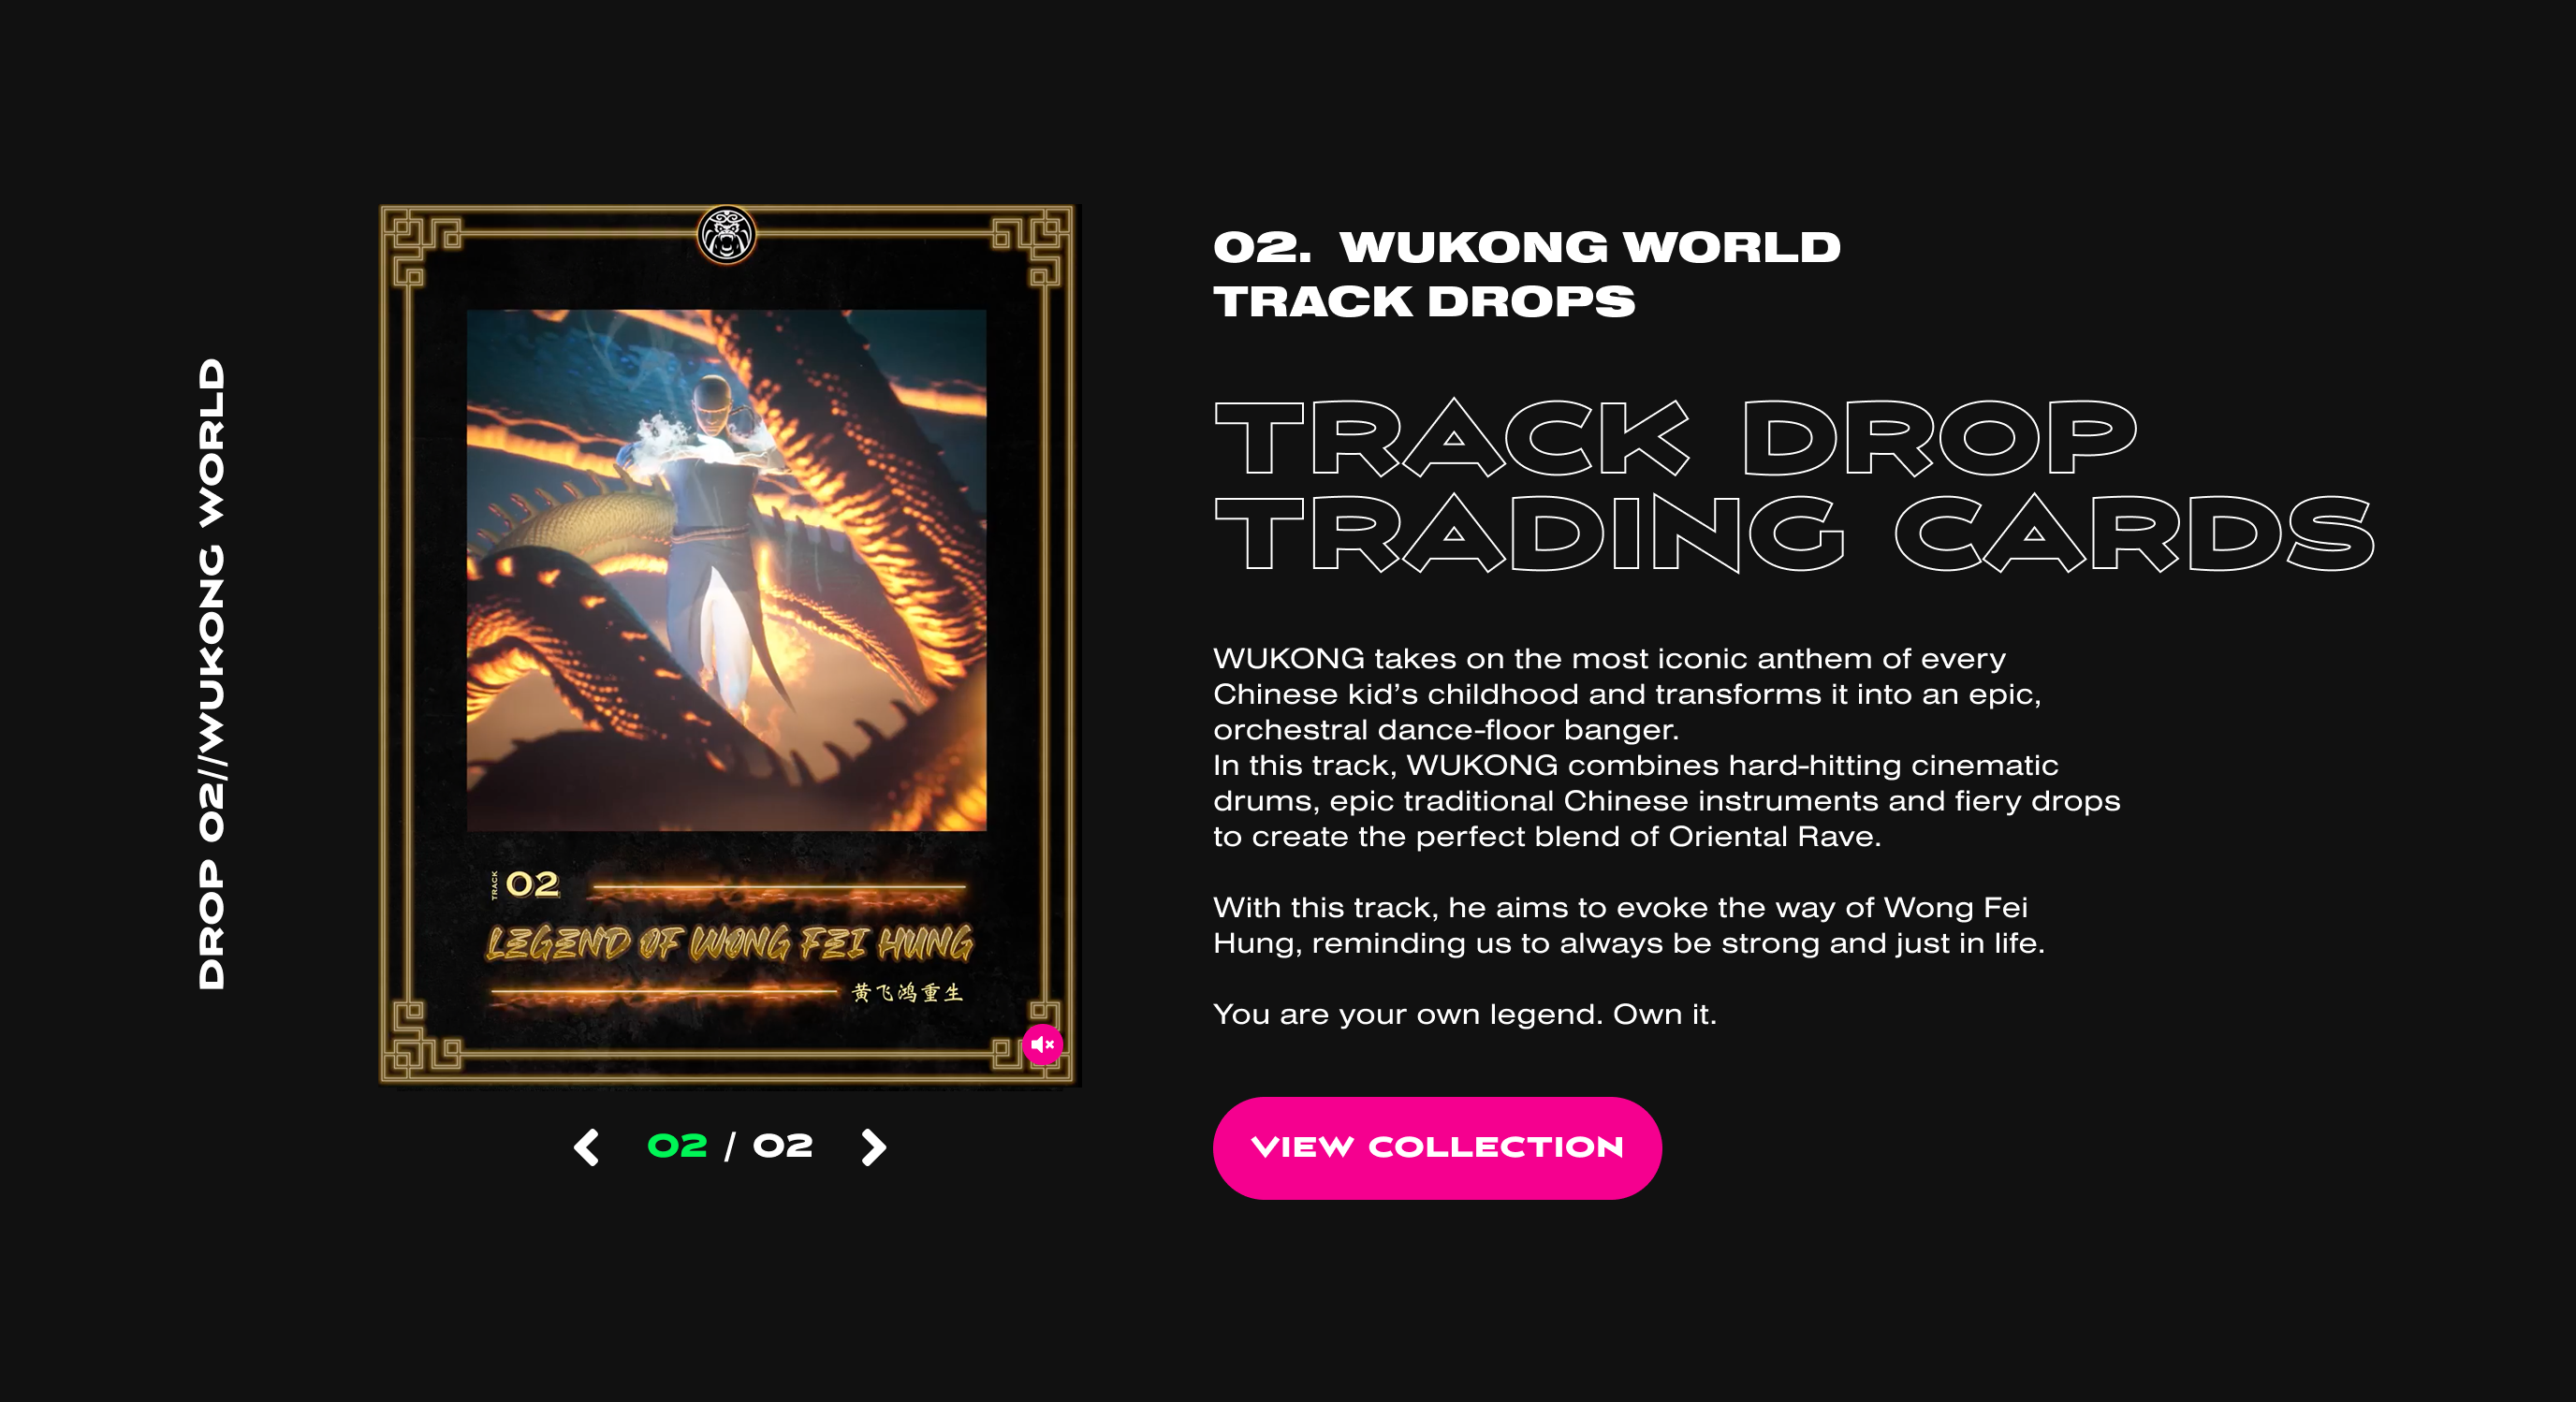 DROP 02//WUKONG WORLD
TRACK 02
LEGEND OF WONG FEI HUNG
黄飞鸿重生
02 / 02
02. WUKONG WORLD
TRACK DROPS
TRACK DROP
TRADING CARDS
WUKONG takes on the most iconic anthem of every
Chinese kid’s childhood and transforms it into an epic,
orchestral dance-floor banger.
In this track, WUKONG combines hard-hitting cinematic
drums, epic traditional Chinese instruments and fiery drops
to create the perfect blend of Oriental Rave.
With this track, he aims to evoke the way of Wong Fei
Hung, reminding us to always be strong and just in life.
You are your own legend. Own it.
VIEW COLLECTION